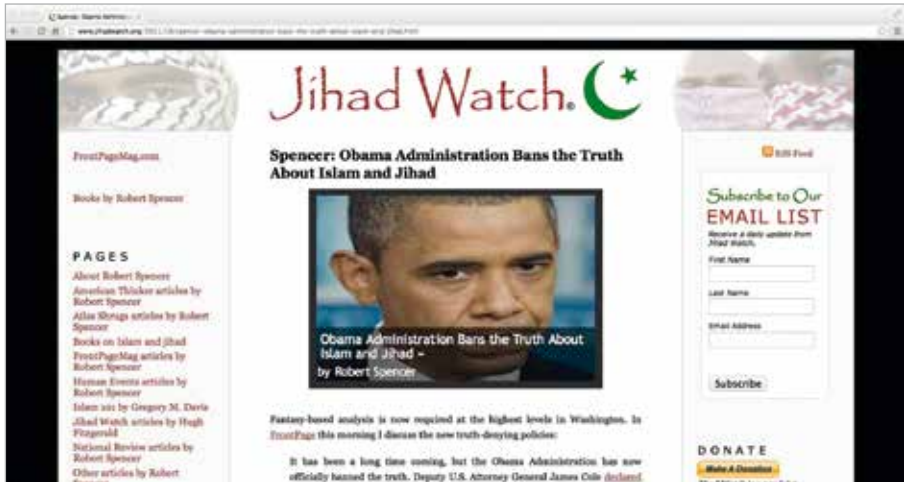 Spencer: Obama Administr
www.jihadwatch.org
Jihad Watch®
FrontPageMag.com
Books by Robert Spencer
PAGES
About Robert Spencer
American Thinker articles by
Robert Spencer
Atlas Shrugs articles by Robert
Spencer
Books on Islam and jihad
FrontPageMag articles by
Robert Spencer
Human Events articles by
Robert Spencer
Islam 101 by Gregory M. Davis
Jihad Watch articles by Hugh
Fitzgerald
National Review articles by
Robert Spencer
Other articles by Robert
Spencer: Obama Administration Bans the Truth
About Islam and Jihad
Obama Administration Bans the Truth About
Islam and Jihad –
by Robert Spencer
Fantasy-based analysis is now required at the highest levels in Washington. In
FrontPage this morning I discuss the new truth-denying policies:
It has been a long time coming, but the Obama Administration has now
officially banned the truth. Deputy U.S. Attorney General James Cole declared
RSS Feed
Subscribe to Our
EMAIL LIST
Receive a daily update from
Jihad Watch.
First Name
Last Name
Email Address
Subscribe
DONATE
Make A Donation